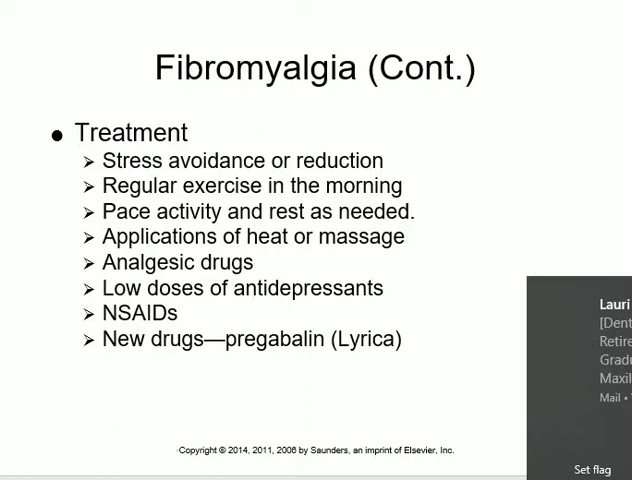 Fibromyalgia (Cont.)
● Treatment
➢ Stress avoidance or reduction
➢ Regular exercise in the morning
➢ Pace activity and rest as needed.
➢ Applications of heat or massage
➢ Analgesic drugs
➢ Low doses of antidepressants
➢ NSAIDs
➢ New drugs—pregabalin (Lyrica)
Lauri
[Dent
Retire
Gradu
Maxil
Mail •
Set flag
Copyright © 2014, 2011, 2006 by Saunders, an imprint of Elsevier, Inc.